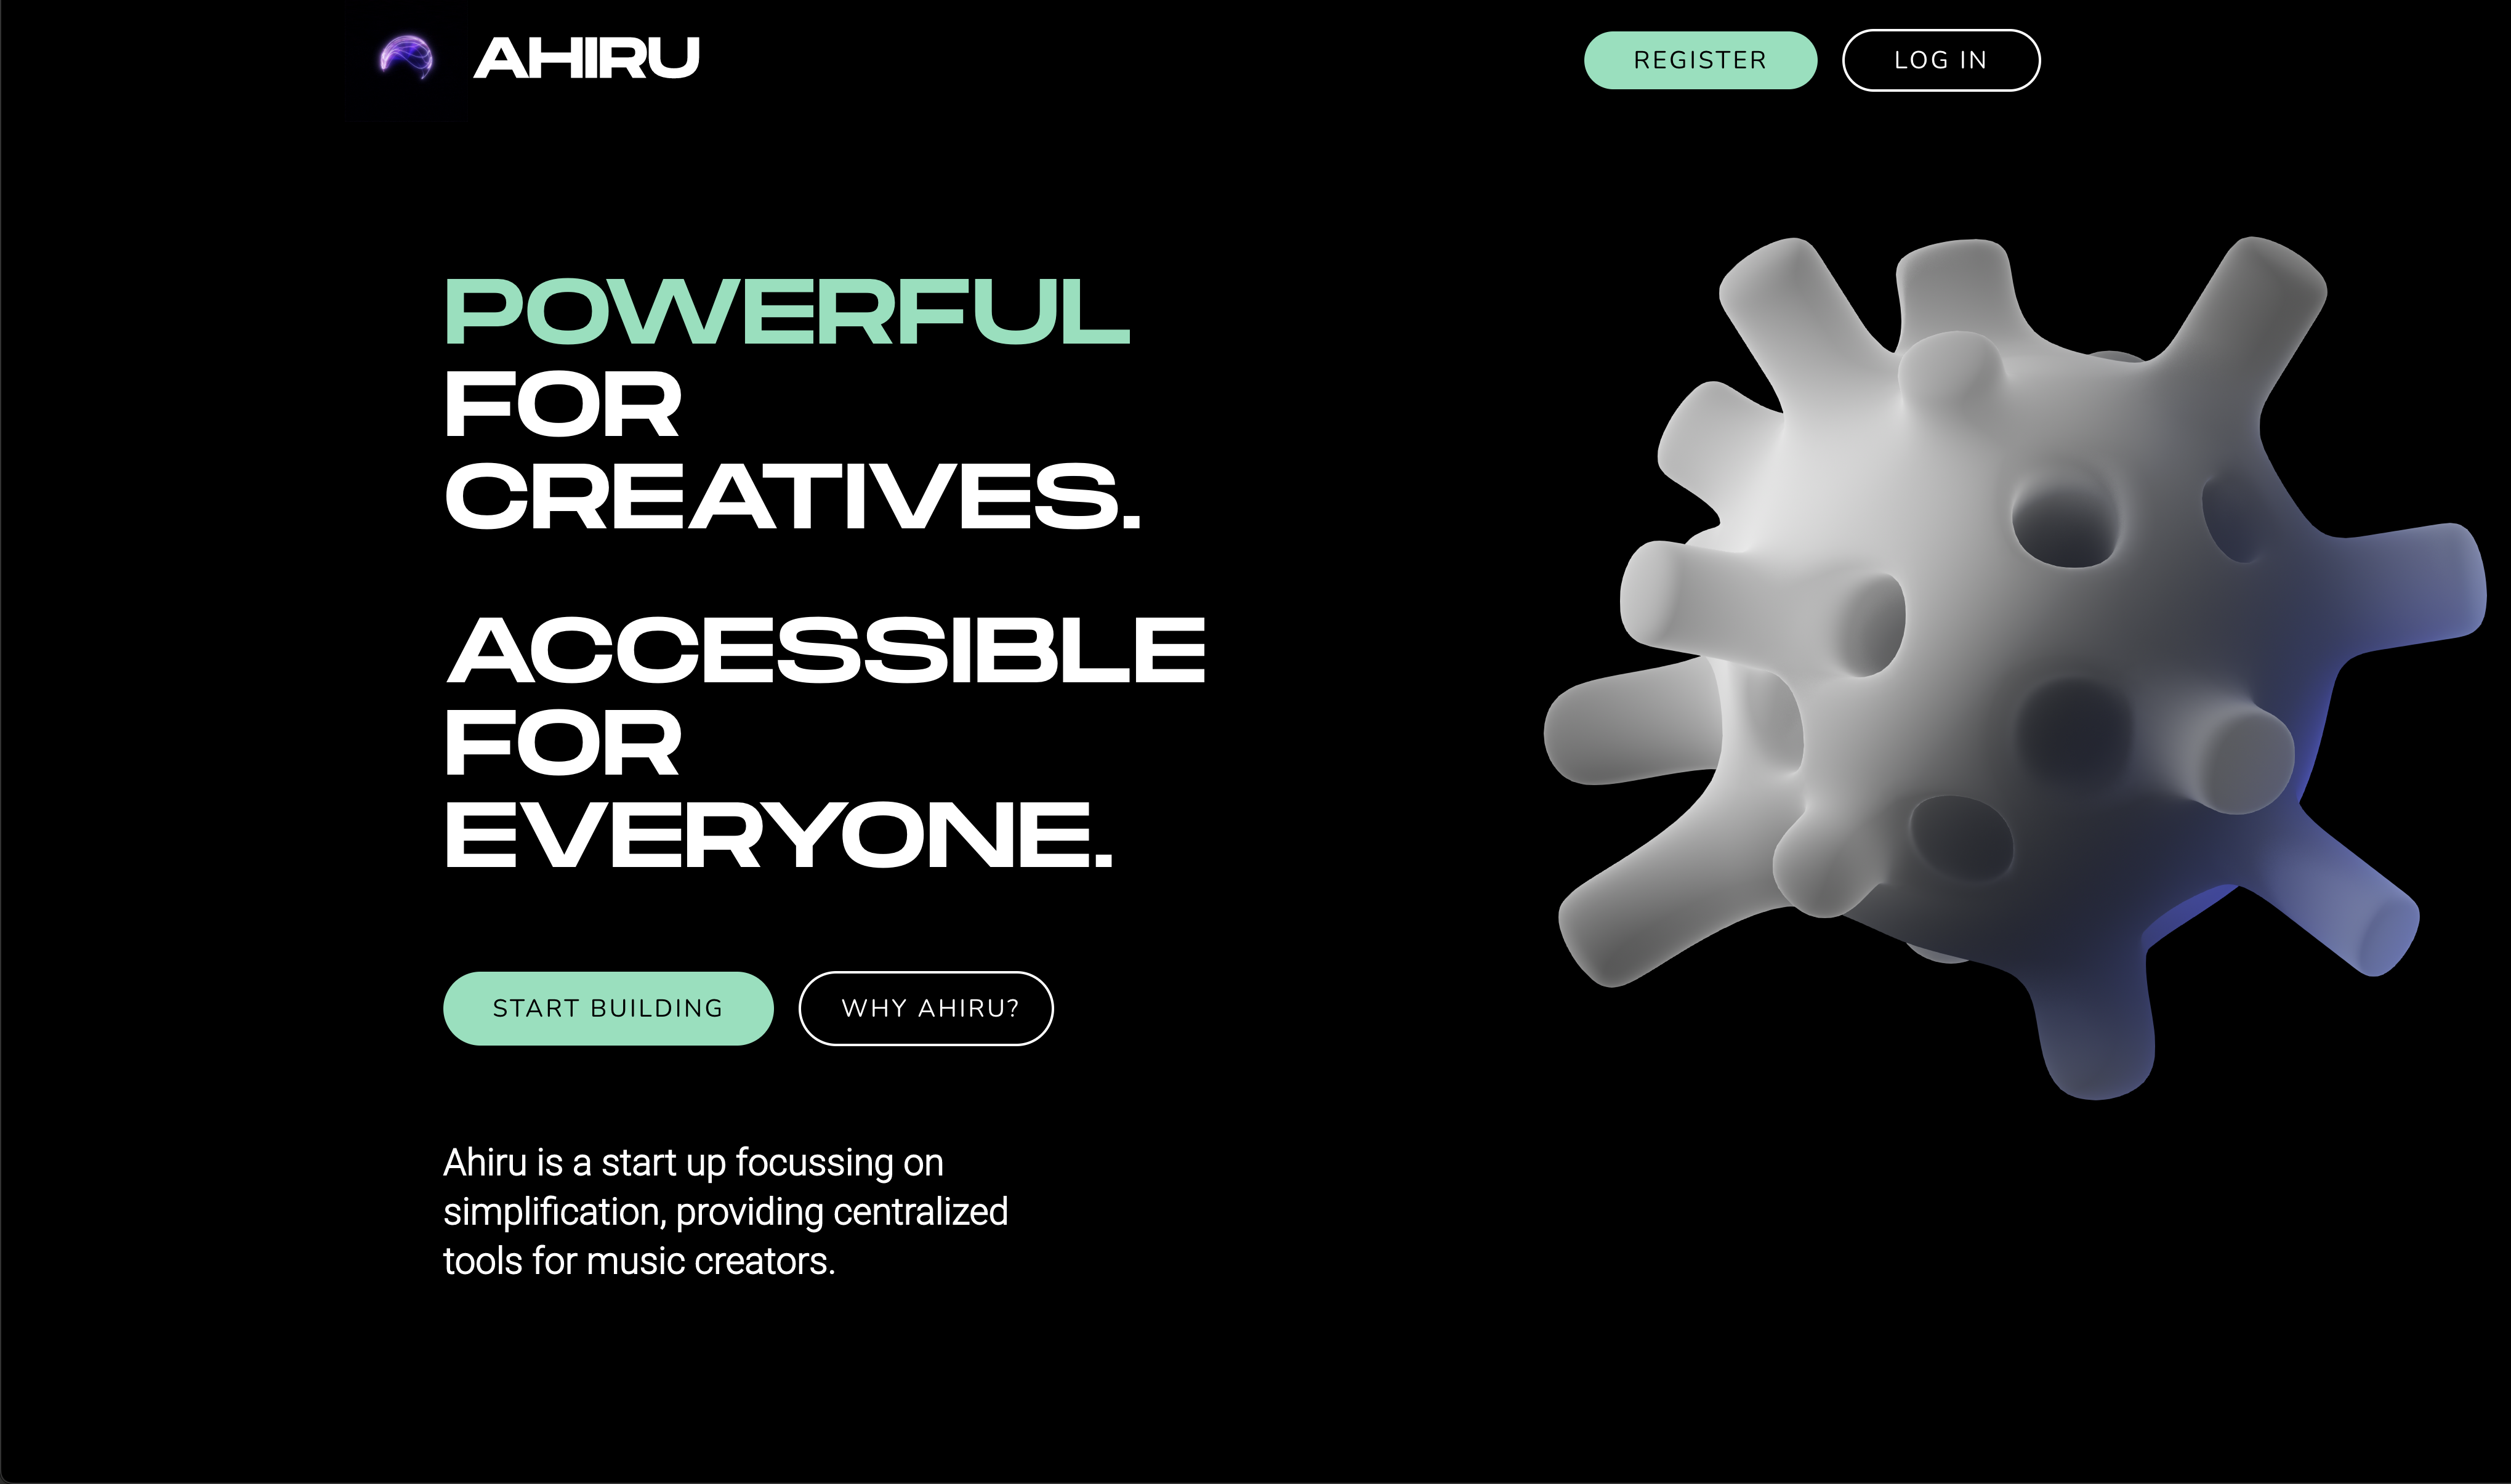 AHIRU
REGISTER
LOG IN
POWERFUL
FOR
CREATIVES.
ACCESSIBLE
FOR
EVERYONE.
START BUILDING
WHY AHIRU?
Ahiru is a start up focussing on
simplification, providing centralized
tools for music creators.